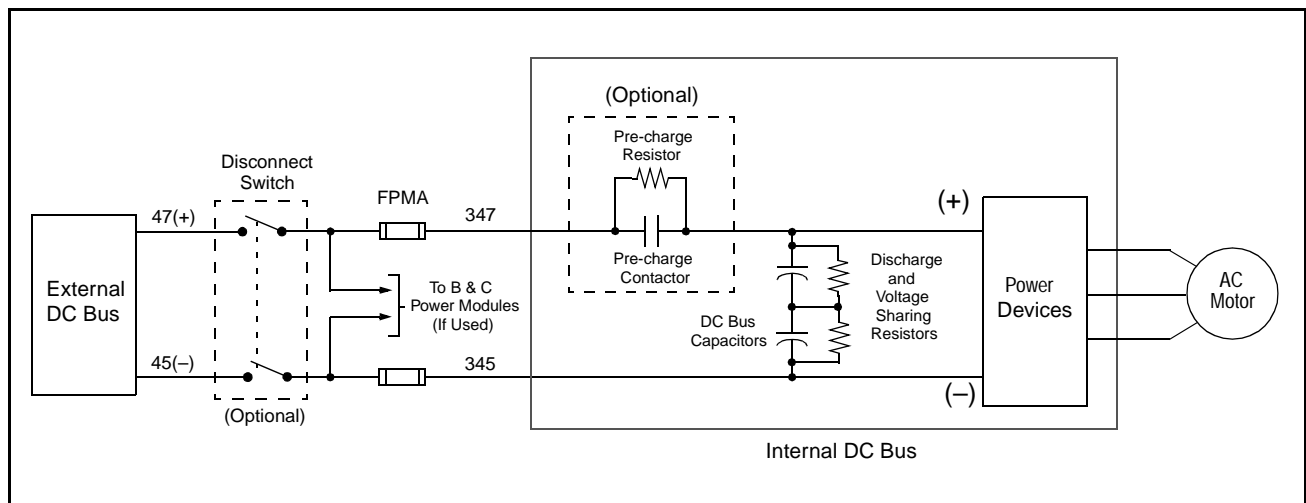 (Optional)
Pre-charge
Resistor
Disconnect
Switch
FPMA
47(+)
347
(+)
External
DC Bus
Pre-charge
Contactor
To B & C
Power Modules
(If Used)
DC Bus
Capacitors
Discharge
and
Voltage
Sharing
Resistors
Power
Devices
AC
Motor
45(–)
345
(–)
(Optional)
Internal DC Bus